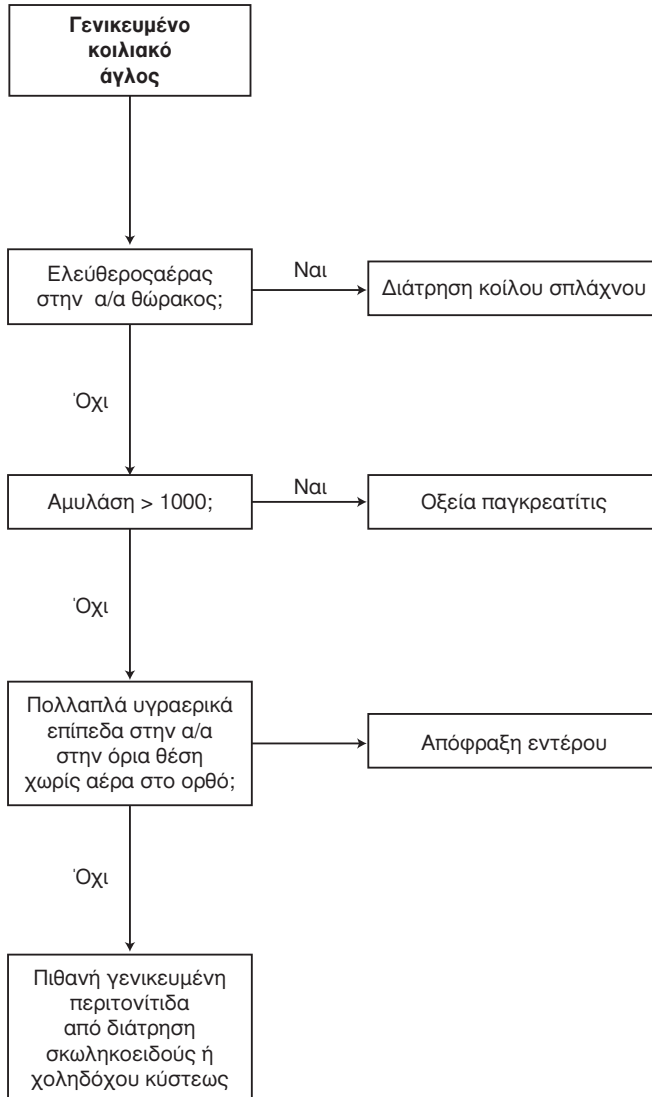 Γενικευμένο
κοιλιακό
άγλος
Ελεύθεροςαέρας
στην α/α θώρακος;
Ναι
Διάτρηση κοίλου σπλάχνου
Όχι
Αμυλάση > 1000;
Ναι
Οξεία παγκρεατίτις
Όχι
Πολλαπλά υγραερικά
επίπεδα στην α/α
στην όρια θέση
χωρίς αέρα στο ορθό;
Απόφραξη εντέρου
Όχι
Πιθανή γενικευμένη
περιτονίτιδα
από διάτρηση
σκωληκοειδούς ή
χοληδόχου κύστεως